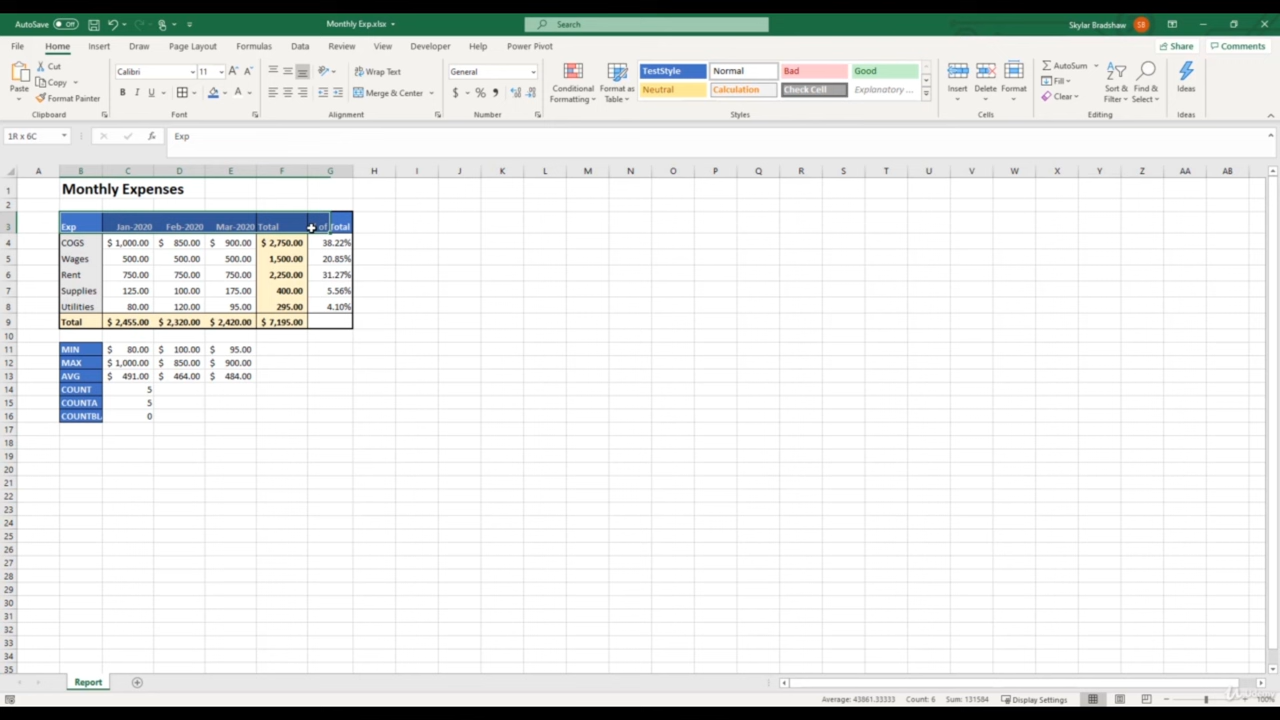 AutoSave Off Monthly Exp.xlsx Search Skylar Bradshaw SB
File Home Insert Draw Page Layout Formulas Data Review View Developer Help Power Pivot Share Comments
Cut Calibri 11 Wrap Text General TestStyle Normal Bad Good AutoSum
Paste Copy Conditional Formatting Format as Table Insert Delete Format Fill Sort & Filter Find & Select Ideas
Format Painter B I U A Merge & Center $ % Neutral Calculation Check Cell Explanatory ... Clear
Clipboard Font Alignment Number Styles Cells Editing Ideas
1R x 6C fx Exp
A B C D E F G H I J K L M N O P Q R S T U V W X Y Z AA AB
1 Monthly Expenses
2
3 Exp Jan-2020 Feb-2020 Mar-2020 Total of Total
4 COGS $ 1,000.00 $ 850.00 $ 900.00 $ 2,750.00 38.22%
5 Wages 500.00 500.00 500.00 1,500.00 20.85%
6 Rent 750.00 750.00 750.00 2,250.00 31.27%
7 Supplies 125.00 100.00 175.00 400.00 5.56%
8 Utilities 80.00 120.00 95.00 295.00 4.10%
9 Total $ 2,455.00 $ 2,320.00 $ 2,420.00 $ 7,195.00
10
11 MIN $ 80.00 $ 100.00 $ 95.00
12 MAX $ 1,000.00 $ 850.00 $ 900.00
13 AVG $ 491.00 $ 464.00 $ 484.00
14 COUNT 5
15 COUNTA 5
16 COUNTBL 0
17
18
19
20
21
22
23
24
25
26
27
28
29
30
31
32
33
34
35
Report
Average: 43861.33333 Count: 6 Sum: 131584 Display Settings 100%